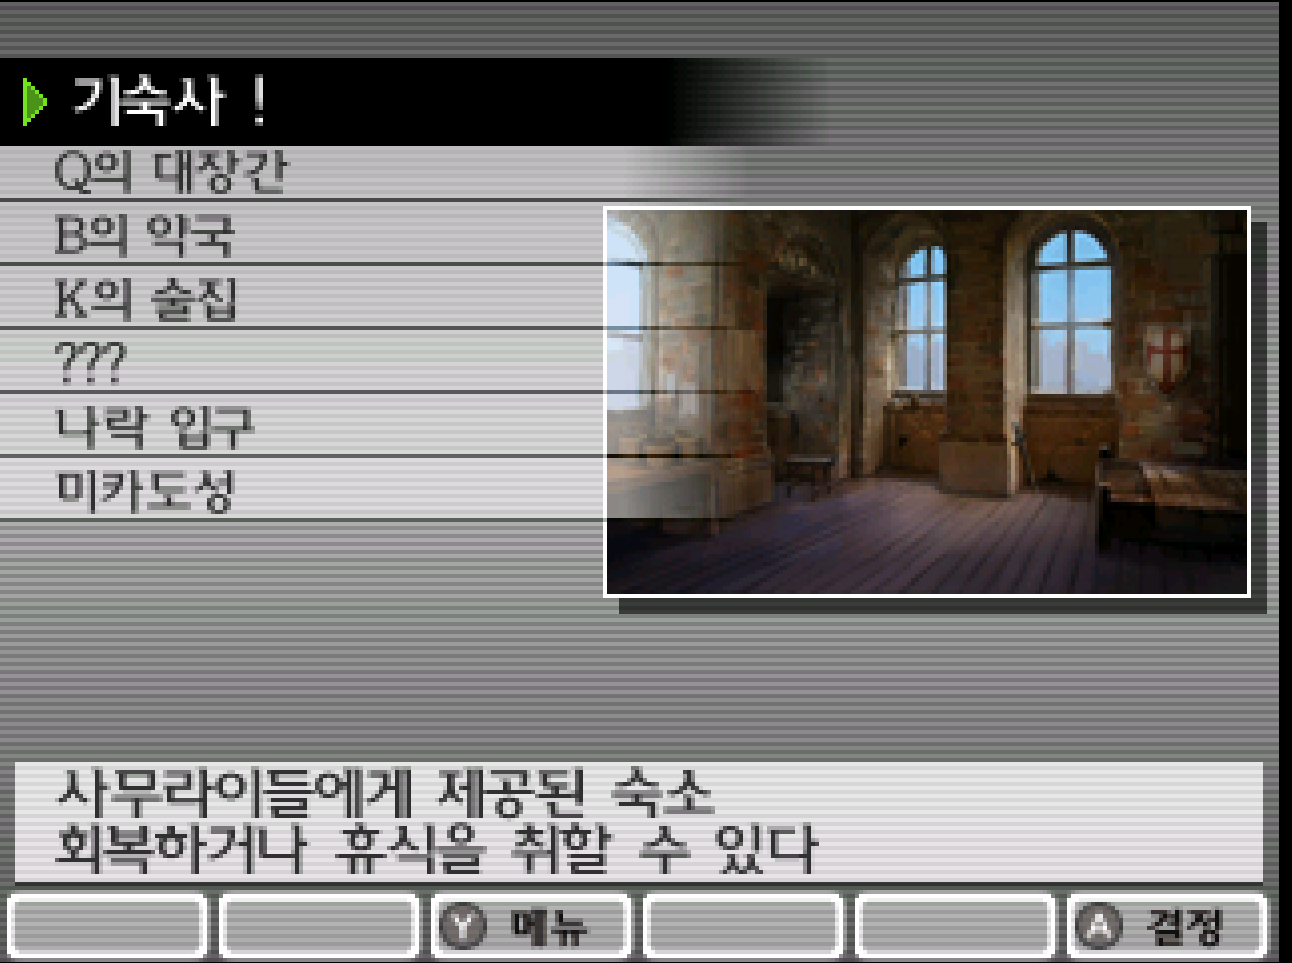 기숙사 !
Q의 대장간
B의 약국
K의 술집
???
나락 입구
미카도성
사무라이들에게 제공된 숙소
회복하거나 휴식을 취할 수 있다
Y 메뉴
A 결정